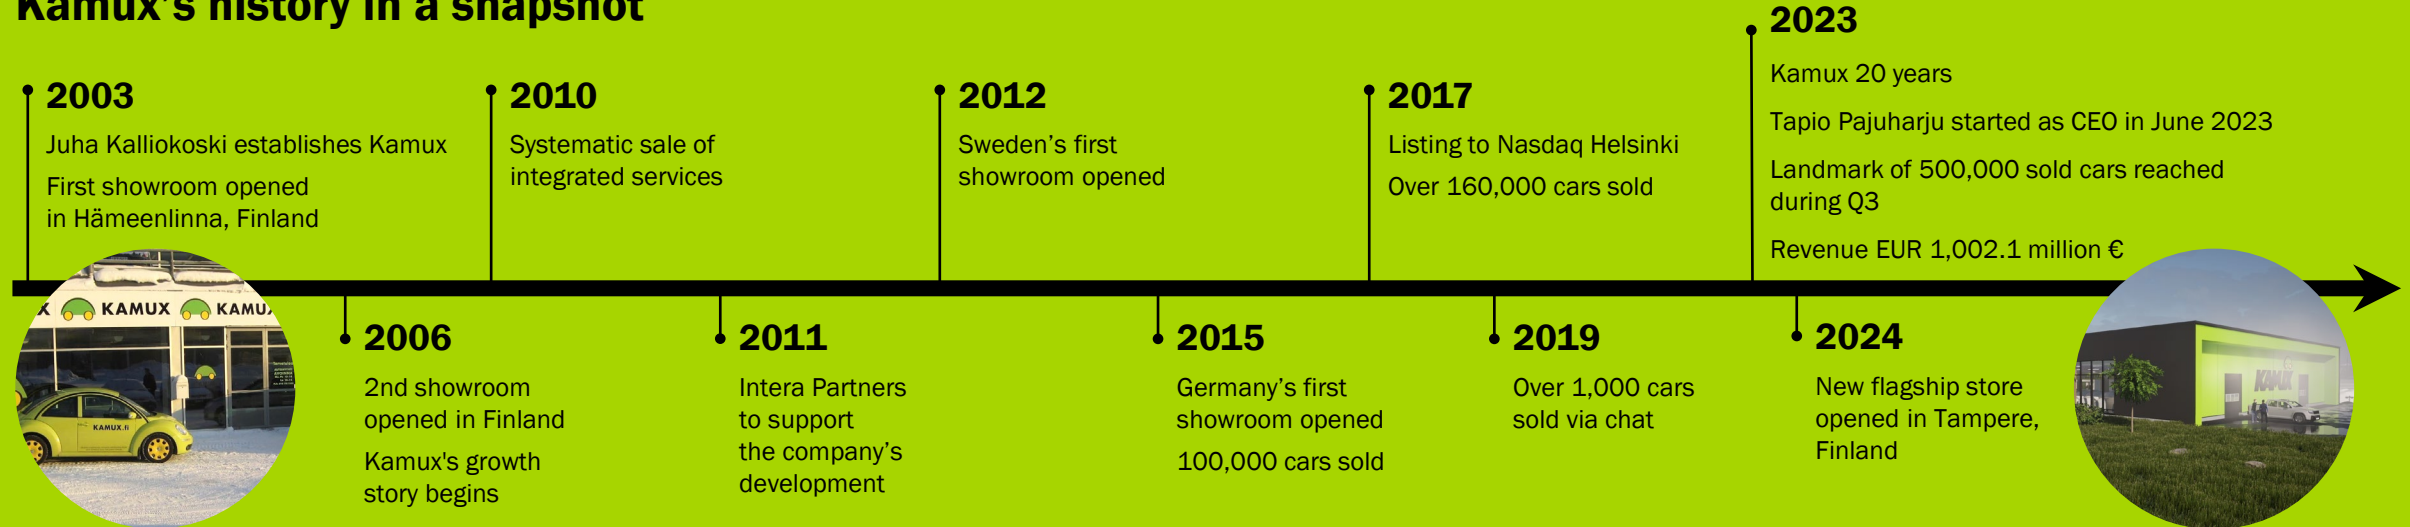 Kamux's history in a snapshot
2003
Juha Kalliokoski establishes Kamux
First showroom opened
in Hämeenlinna, Finland
2006
2nd showroom
opened in Finland
Kamux's growth
story begins
2010
Systematic sale of
integrated services
2011
Intera Partners
to support
the company's
development
2012
Sweden's first
showroom opened
2015
Germany's first
showroom opened
100,000 cars sold
2017
Listing to Nasdaq Helsinki
Over 160,000 cars sold
2019
Over 1,000 cars
sold via chat
2023
Kamux 20 years
Tapio Pajuharju started as CEO in June 2023
Landmark of 500,000 sold cars reached
during Q3
Revenue EUR 1,002.1 million €
2024
New flagship store
opened in Tampere,
Finland
X KAMUX KAMUX
KAMUX.fi
KAMUX